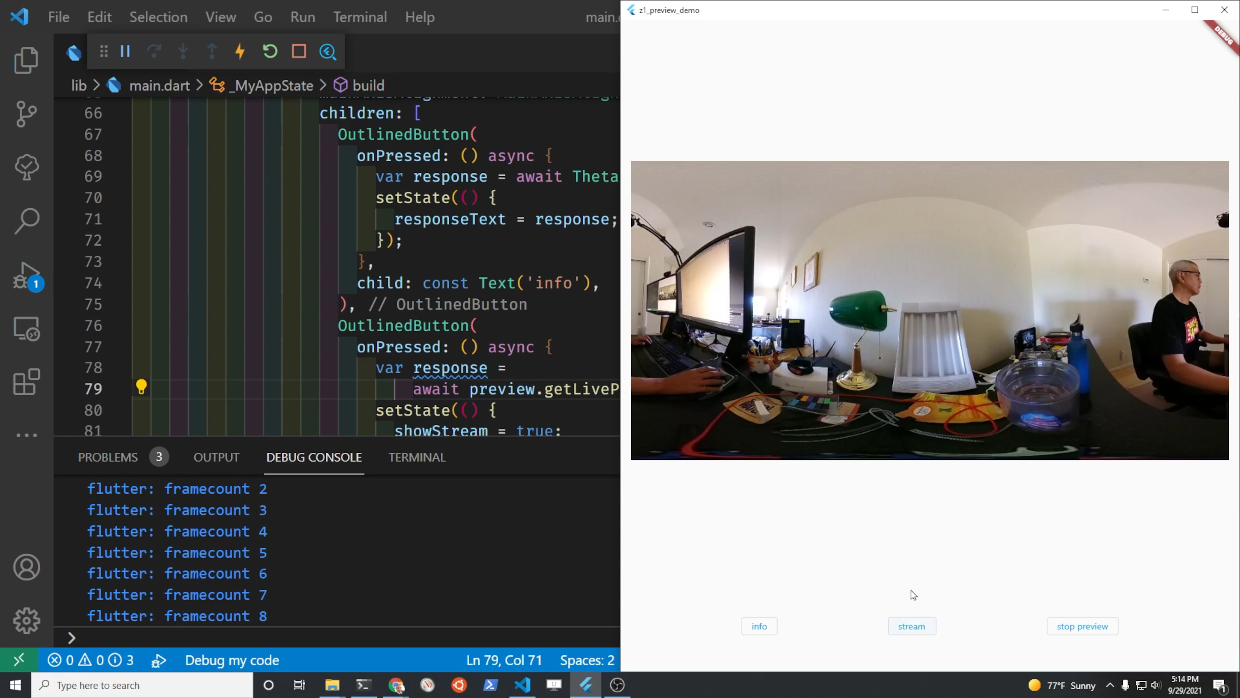 File Edit Selection View Go Run Terminal Help main.
lib > main.dart > _MyAppState > build
66 children: [
67 OutlinedButton(
68 onPressed: () async {
69 var response = await Theta
70 setState(() {
71 responseText = response;
72 });
73 },
74 child: const Text('info'),
75 ), // OutlinedButton
76 OutlinedButton(
77 onPressed: () async {
78 var response =
79 await preview.getLiveP
80 setState(() {
81 showStream = true;
PROBLEMS 3 OUTPUT DEBUG CONSOLE TERMINAL
flutter: framecount 2
flutter: framecount 3
flutter: framecount 4
flutter: framecount 5
flutter: framecount 6
flutter: framecount 7
flutter: framecount 8
>
1
0 0 3 Debug my code Ln 79, Col 71 Spaces: 2
z1_preview_demo
DEBUG
info stream stop preview
Type here to search
77°F Sunny
5:14 PM
9/29/2021
1